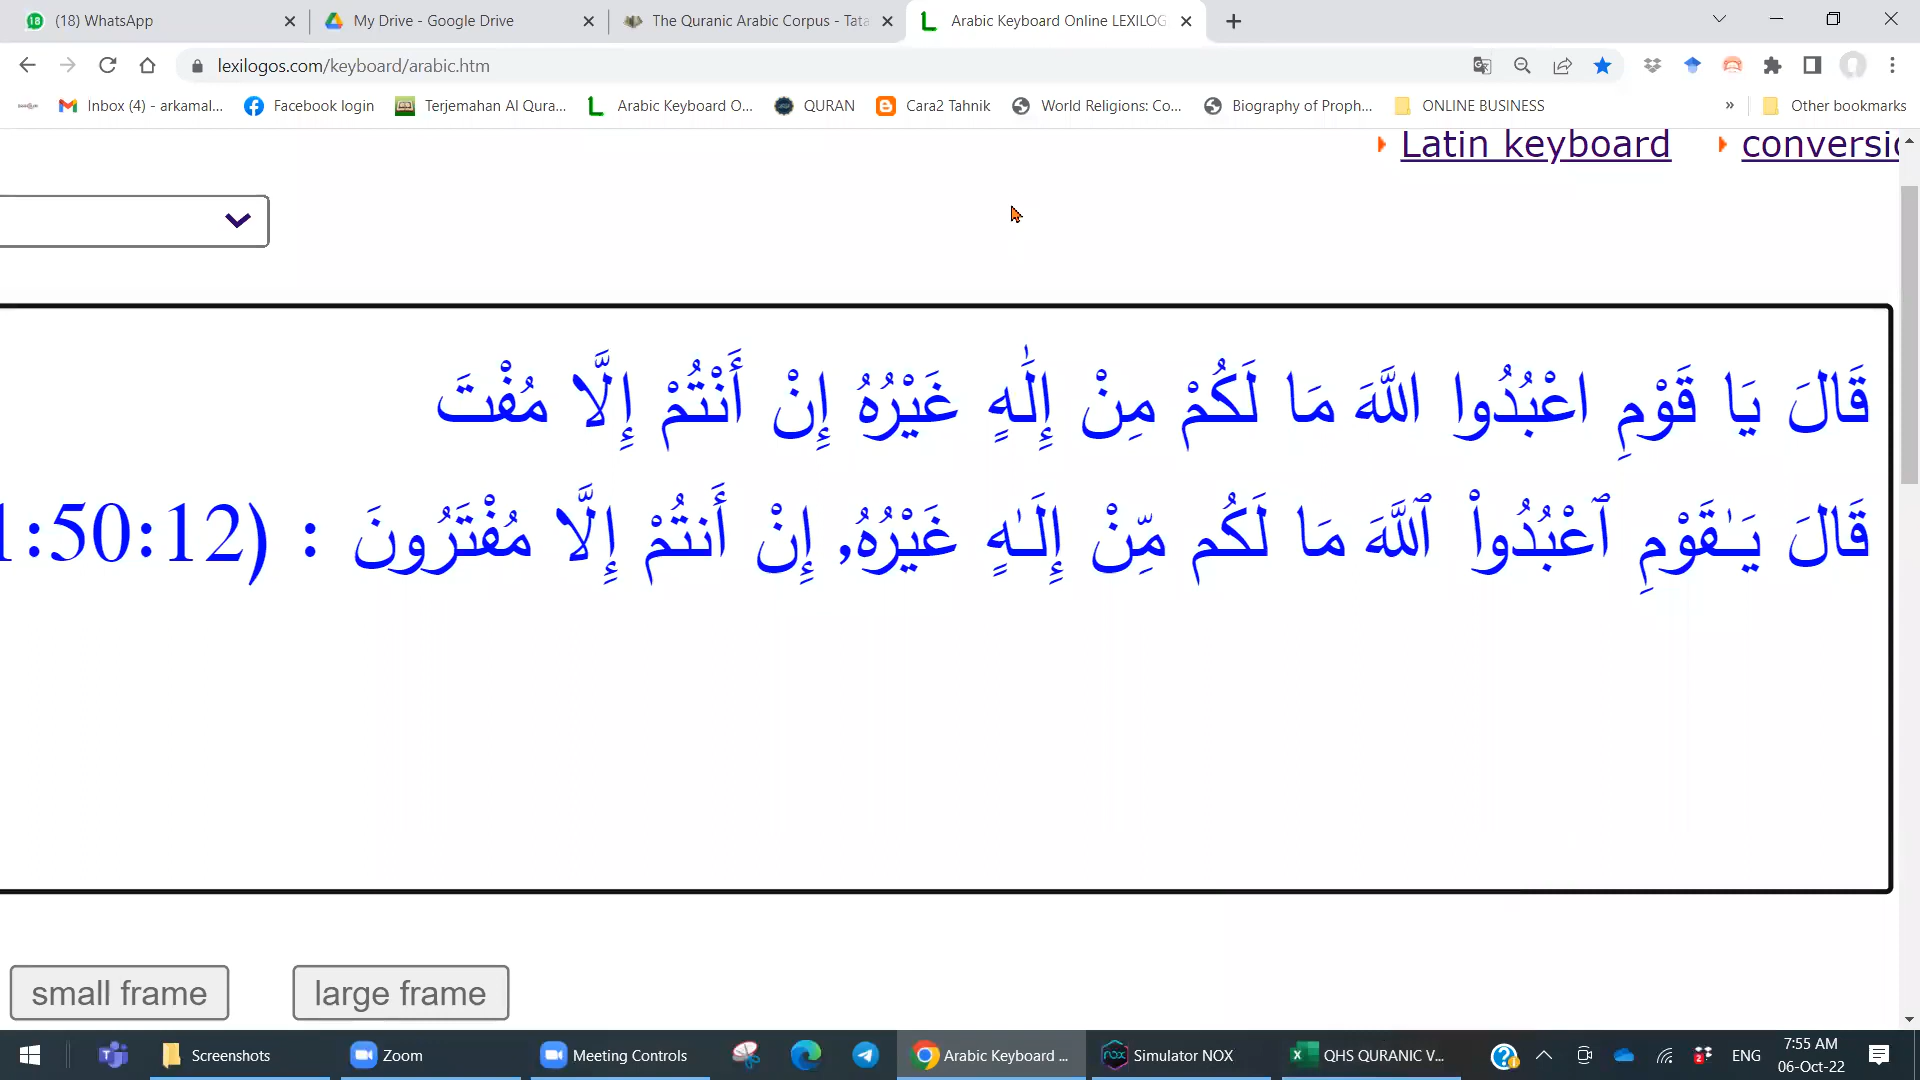 (18) WhatsApp
My Drive - Google Drive
The Quranic Arabic Corpus - Tata
Arabic Keyboard Online LEXILOG
lexilogos.com/keyboard/arabic.htm
Inbox (4) - arkamal...
Facebook login
Terjemahan Al Qura...
Arabic Keyboard O...
QURAN
Cara2 Tahnik
World Religions: Co...
Biography of Proph...
ONLINE BUSINESS
»
Other bookmarks
Latin keyboard
conversi
قَالَ يَا قَوْمِ اعْبُدُوا اللَّهَ مَا لَكُمْ مِنْ إِلَٰهٍ غَيْرُهُ إِنْ أَنْتُمْ إِلَّا مُفْتَ
قَالَ يَـٰقَوْمِ ٱعْبُدُوا۟ ٱللَّهَ مَا لَكُم مِّنْ إِلَـٰهٍ غَيْرُهُۥ إِنْ أَنتُمْ إِلَّا مُفْتَرُونَ : (1:50:12
small frame
large frame
Screenshots
Zoom
Meeting Controls
Arabic Keyboard ...
Simulator NOX
QHS QURANIC V...
ENG
7:55 AM
06-Oct-22